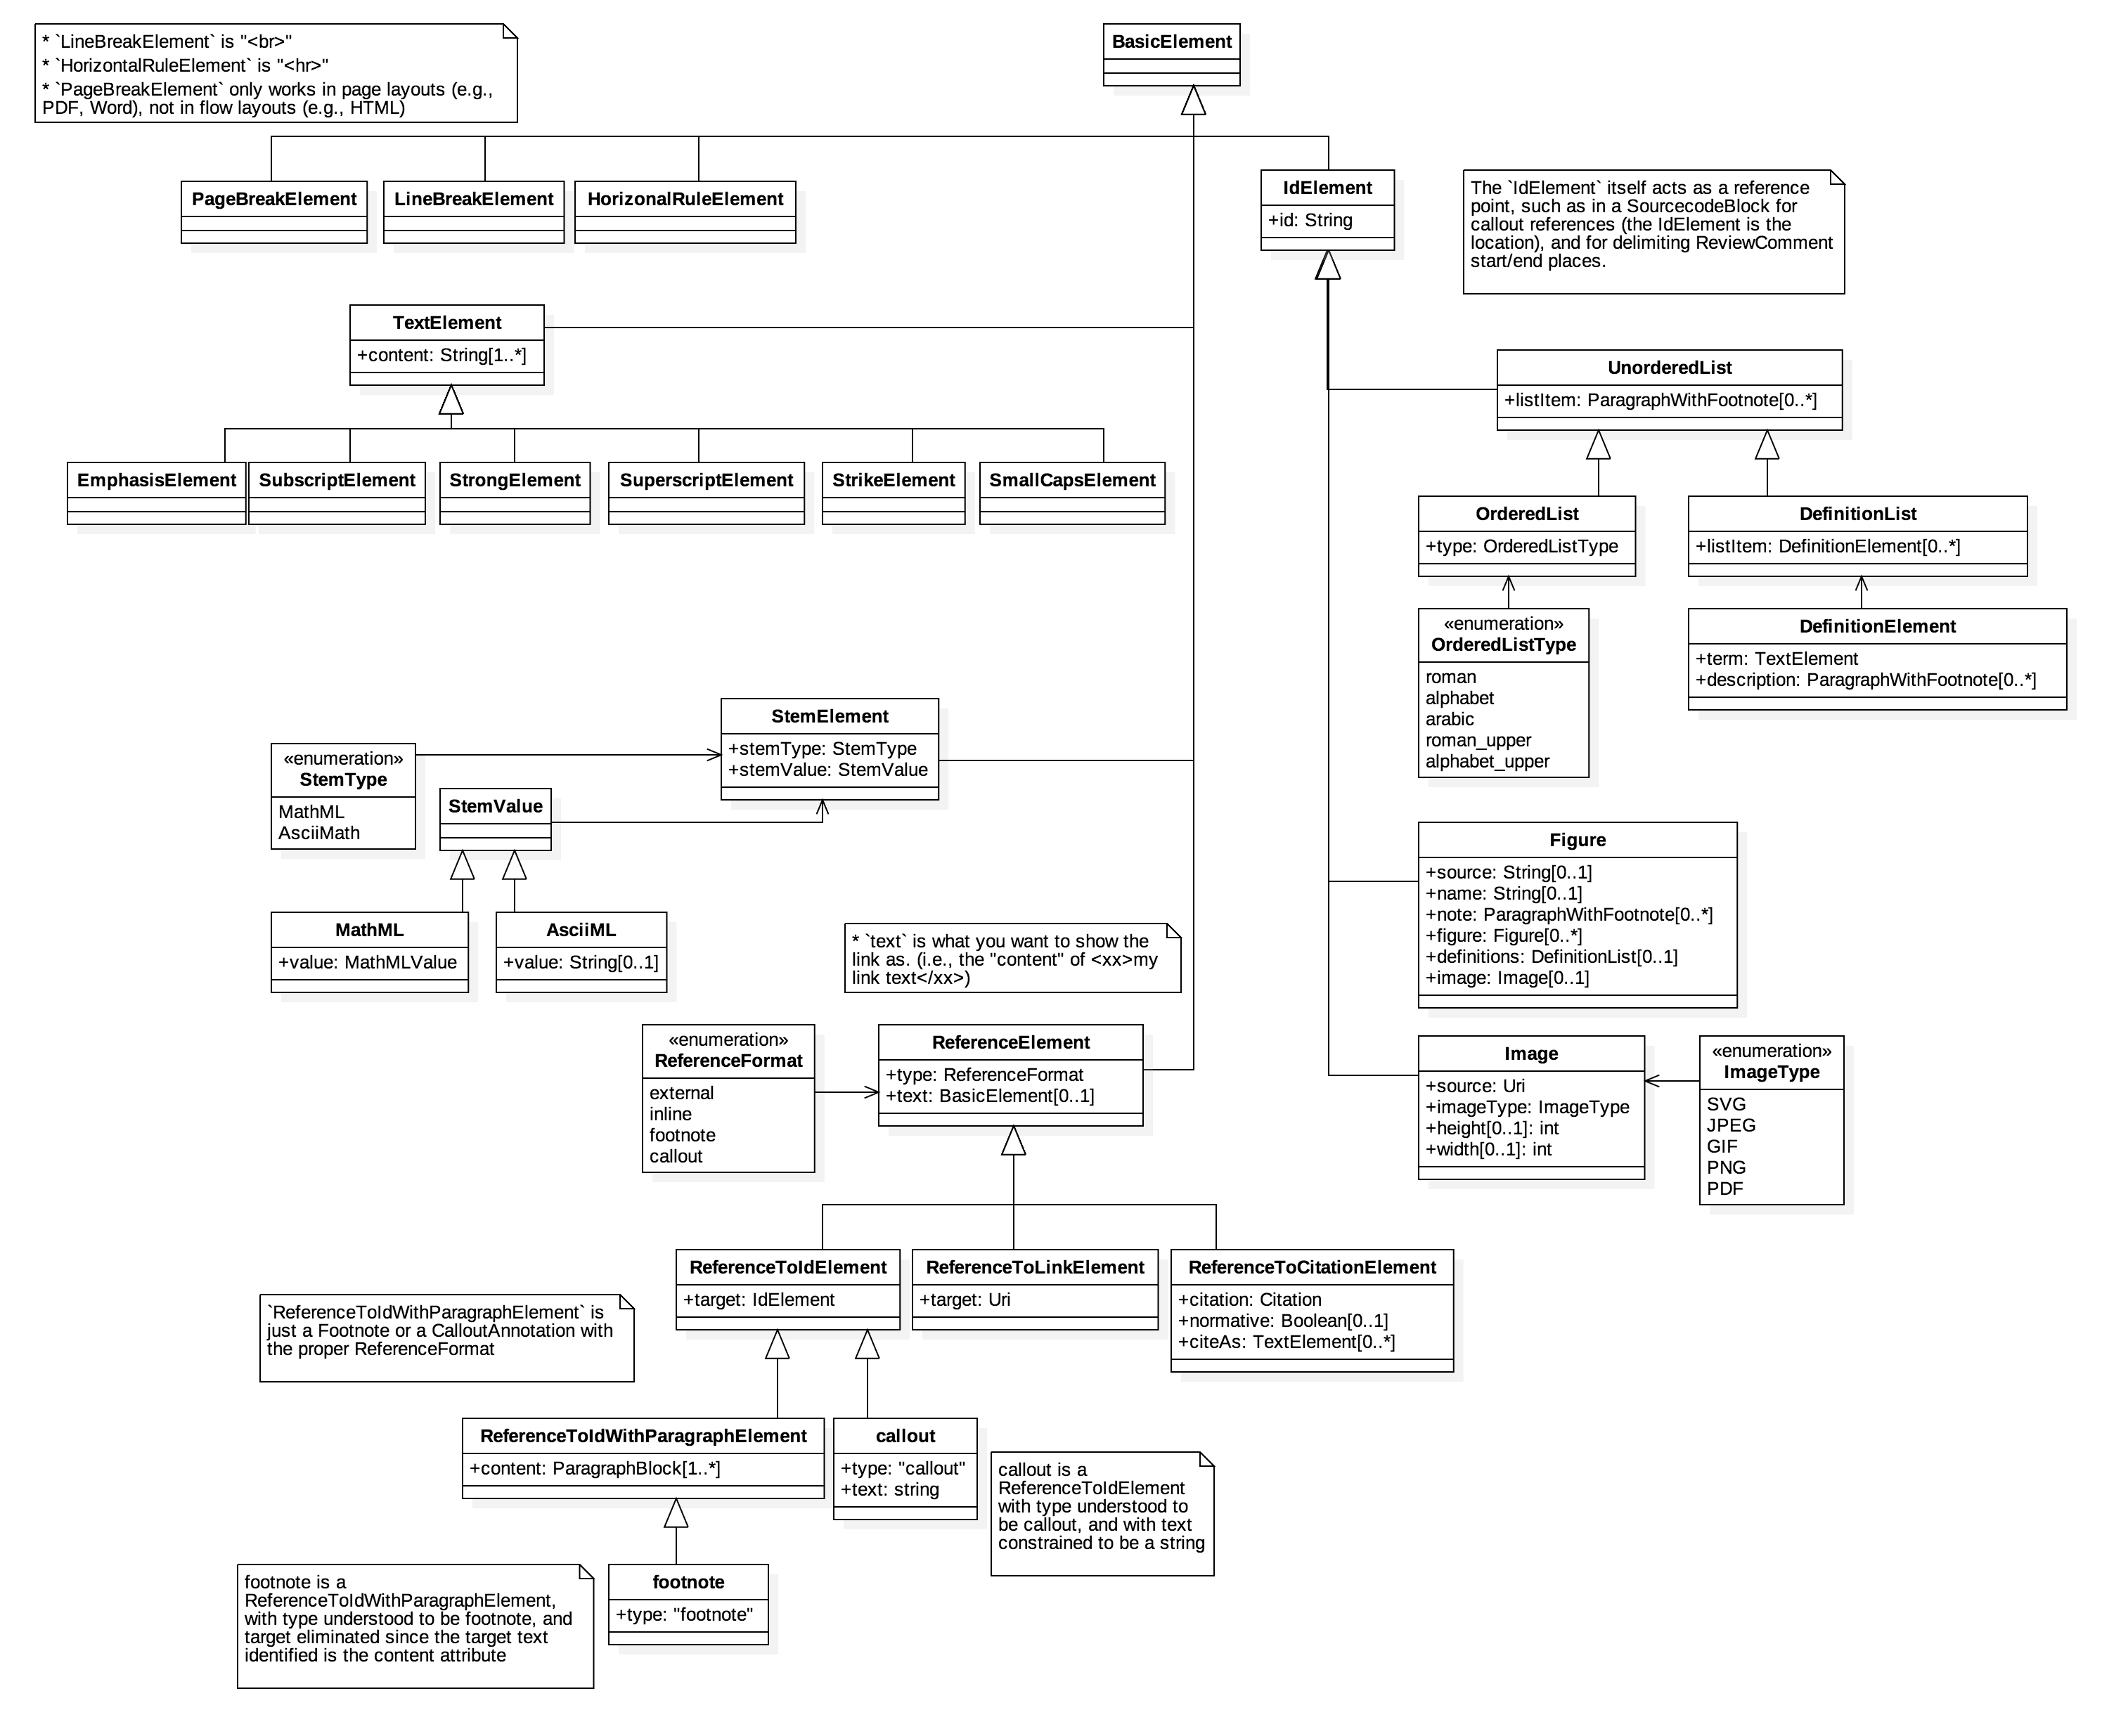 * `LineBreakElement` is "<br>"
* `HorizontalRuleElement` is "<hr>"
* `PageBreakElement` only works in page layouts (e.g.,
PDF, Word), not in flow layouts (e.g., HTML)
BasicElement
PageBreakElement
LineBreakElement
HorizonalRuleElement
IdElement
+id: String
The `IdElement` itself acts as a reference
point, such as in a SourcecodeBlock for
callout references (the IdElement is the
location), and for delimiting ReviewComment
start/end places.
TextElement
+content: String[1..*]
UnorderedList
+listItem: ParagraphWithFootnote[0..*]
EmphasisElement
SubscriptElement
StrongElement
SuperscriptElement
StrikeElement
SmallCapsElement
OrderedList
+type: OrderedListType
DefinitionList
+listItem: DefinitionElement[0..*]
«enumeration»
OrderedListType
roman
alphabet
arabic
roman_upper
alphabet_upper
DefinitionElement
+term: TextElement
+description: ParagraphWithFootnote[0..*]
StemElement
+stemType: StemType
+stemValue: StemValue
«enumeration»
StemType
MathML
AsciiMath
StemValue
MathML
+value: MathMLValue
AsciiML
+value: String[0..1]
Figure
+source: String[0..1]
+name: String[0..1]
+note: ParagraphWithFootnote[0..*]
+figure: Figure[0..*]
+definitions: DefinitionList[0..1]
+image: Image[0..1]
* `text` is what you want to show the
link as. (i.e., the "content" of <xx>my
link text</xx>)
«enumeration»
ReferenceFormat
external
inline
footnote
callout
ReferenceElement
+type: ReferenceFormat
+text: BasicElement[0..1]
Image
+source: Uri
+imageType: ImageType
+height[0..1]: int
+width[0..1]: int
«enumeration»
ImageType
SVG
JPEG
GIF
PNG
PDF
ReferenceToIdElement
+target: IdElement
ReferenceToLinkElement
+target: Uri
ReferenceToCitationElement
+citation: Citation
+normative: Boolean[0..1]
+citeAs: TextElement[0..*]
`ReferenceToIdWithParagraphElement` is
just a Footnote or a CalloutAnnotation with
the proper ReferenceFormat
ReferenceToIdWithParagraphElement
+content: ParagraphBlock[1..*]
callout
+type: "callout"
+text: string
callout is a
ReferenceToIdElement
with type understood to
be callout, and with text
constrained to be a string
footnote is a
ReferenceToIdWithParagraphElement,
with type understood to be footnote, and
target eliminated since the target text
identified is the content attribute
footnote
+type: "footnote"